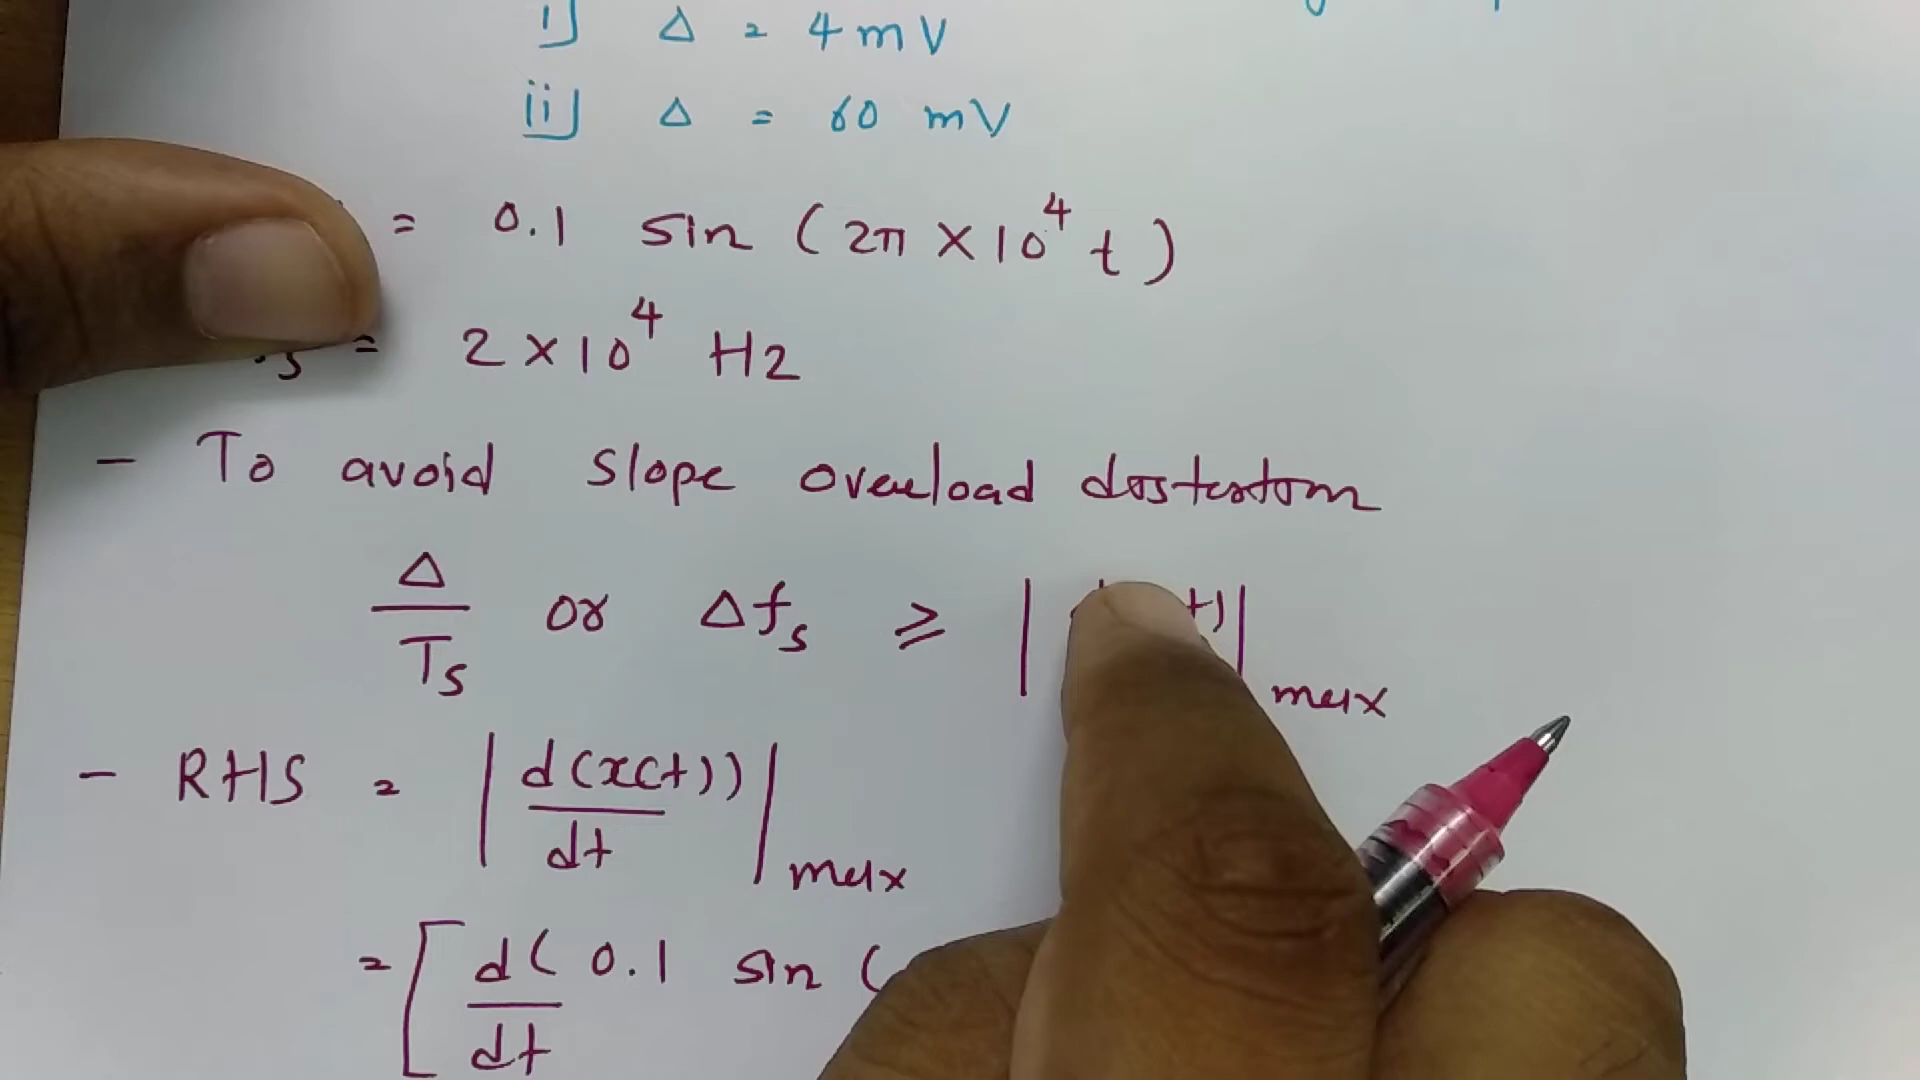 i) Δ = 4 mV
ii) Δ = 60 mV
= 0.1 sin (2π × 10⁴ t)
s = 2 × 10⁴ Hz
- To avoid slope overload
Δ/Ts or Δfs ≥ | t) |max
- RHS = | d(x(t))/dt |max
= [ d( 0.1 sin (/dt